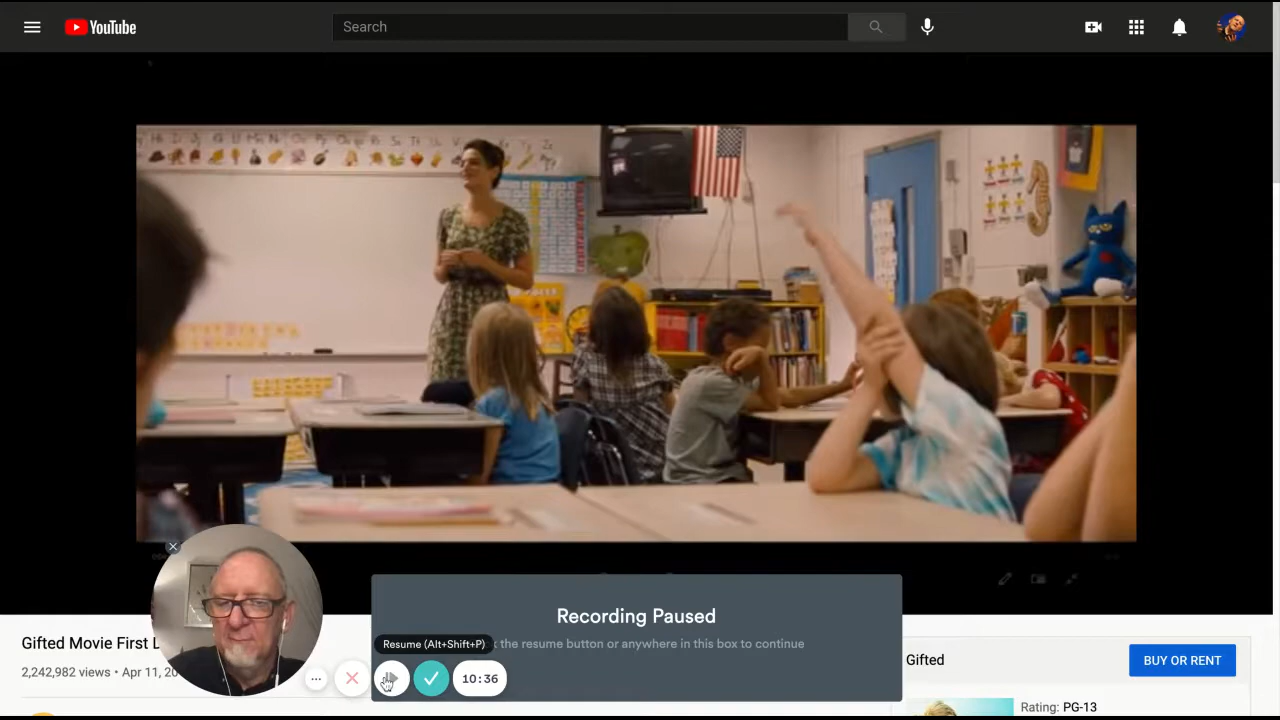 YouTube
Search
Recording Paused
Resume (Alt+Shift+P)
the resume button or anywhere in this box to continue
10:36
Gifted Movie First
2,242,982 views • Apr 11, 20
Gifted
BUY OR RENT
Rating: PG-13